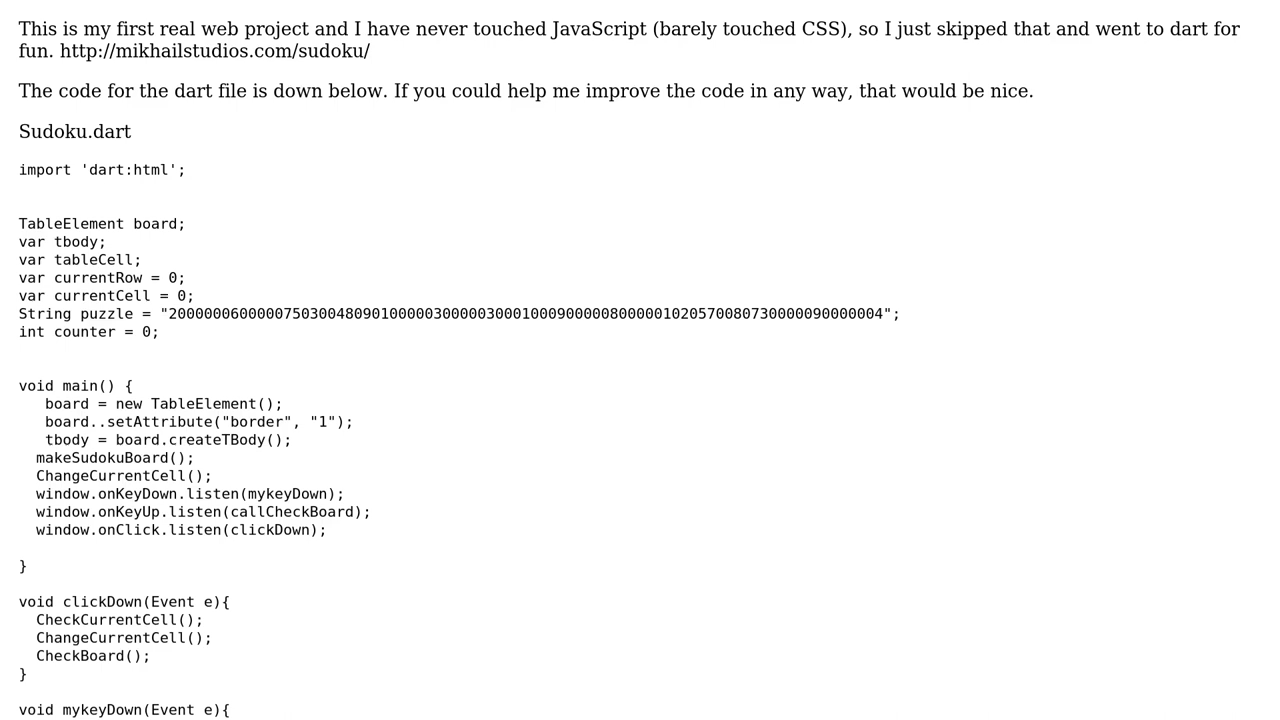 This is my first real web project and I have never touched JavaScript (barely touched CSS), so I just skipped that and went to dart for
fun. http://mikhailstudios.com/sudoku/
The code for the dart file is down below. If you could help me improve the code in any way, that would be nice.
Sudoku.dart
import 'dart:html';
TableElement board;
var tbody;
var tableCell;
var currentRow = 0;
var currentCell = 0;
String puzzle = "200000060000075030048090100000300000300010009000008000001020570080730000090000004";
int counter = 0;
void main() {
   board = new TableElement();
   board..setAttribute("border", "1");
   tbody = board.createTBody();
  makeSudokuBoard();
  ChangeCurrentCell();
  window.onKeyDown.listen(mykeyDown);
  window.onKeyUp.listen(callCheckBoard);
  window.onClick.listen(clickDown);
}
void clickDown(Event e){
  CheckCurrentCell();
  ChangeCurrentCell();
  CheckBoard();
}
void mykeyDown(Event e){